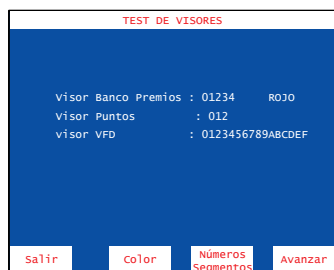 TEST DE VISORES
Visor Banco Premios : 01234 ROJO
Visor Puntos : 012
visor VFD : 0123456789ABCDEF
Salir Color Números Segmentos Avanzar